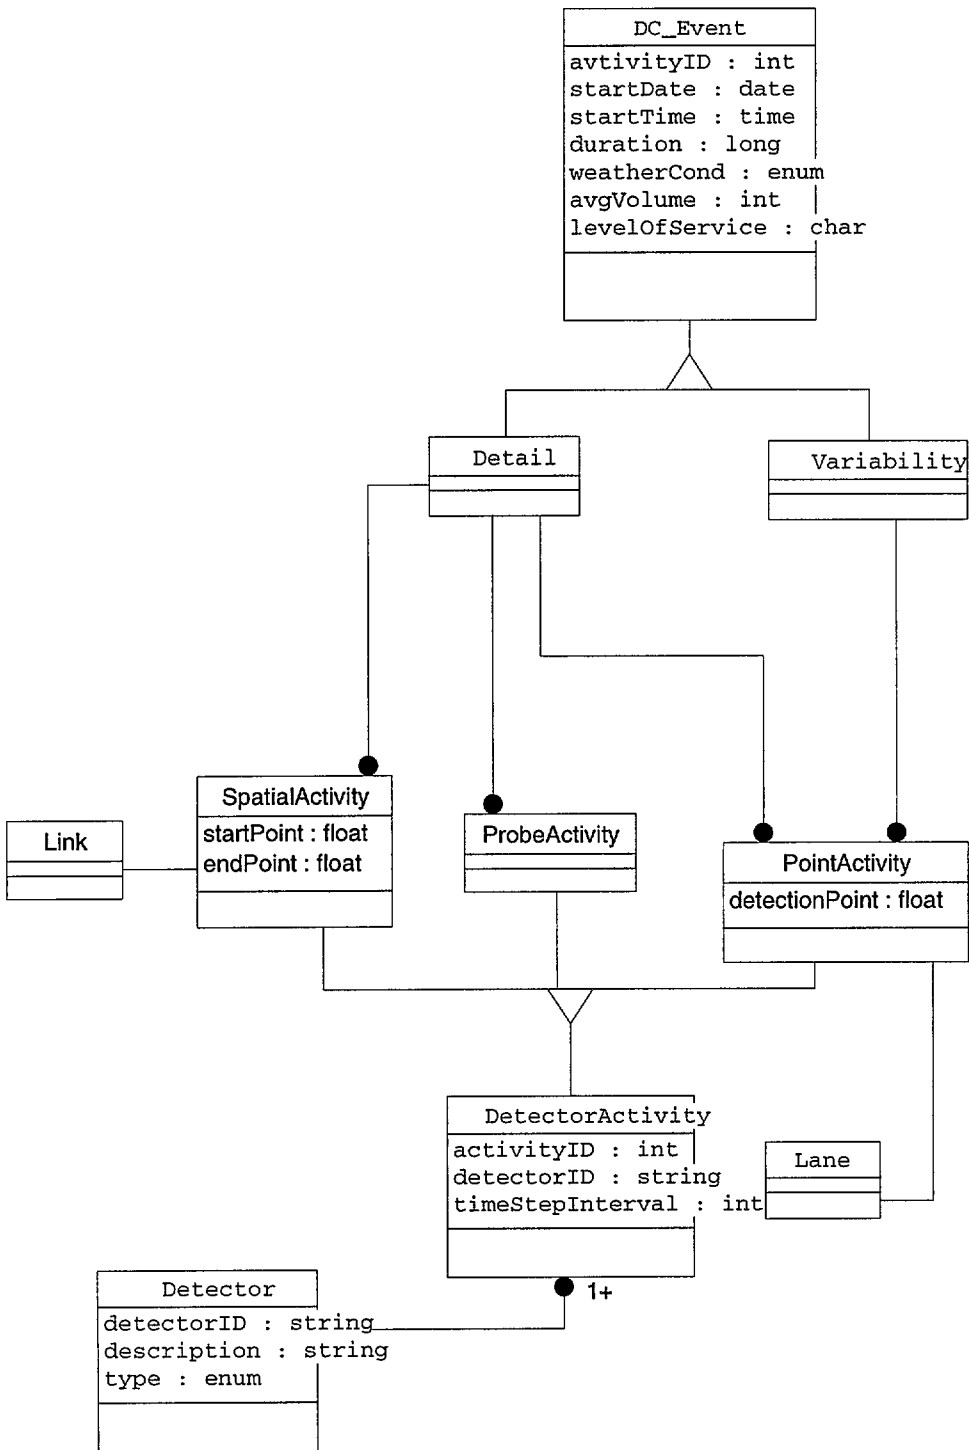 DC_Event
avtivityID : int
startDate : date
startTime : time
duration : long
weatherCond : enum
avgVolume : int
levelOfService : char
Detail
Variability
SpatialActivity
startPoint : float
endPoint : float
Link
ProbeActivity
PointActivity
detectionPoint : float
DetectorActivity
activityID : int
detectorID : string
timeStepInterval : int
Lane
1+
Detector
detectorID : string
description : string
type : enum